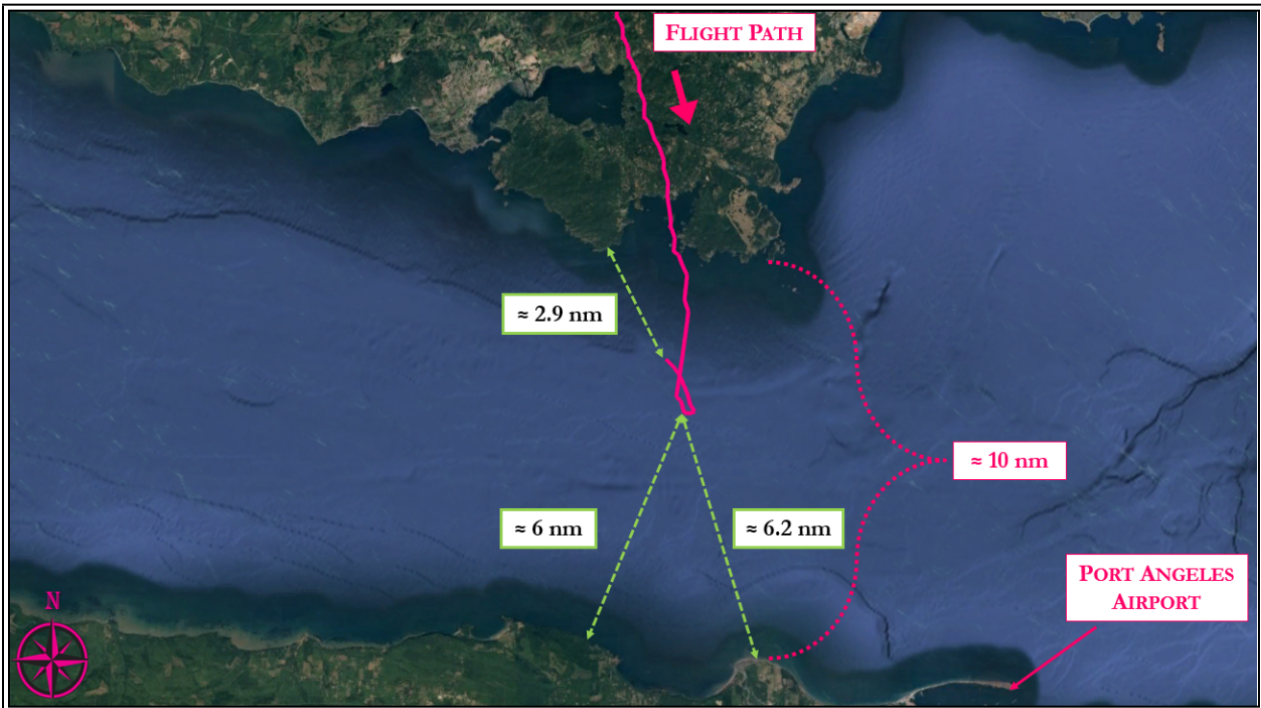 FLIGHT PATH
≈ 2.9 nm
≈ 10 nm
≈ 6 nm
≈ 6.2 nm
PORT ANGELES
AIRPORT
N